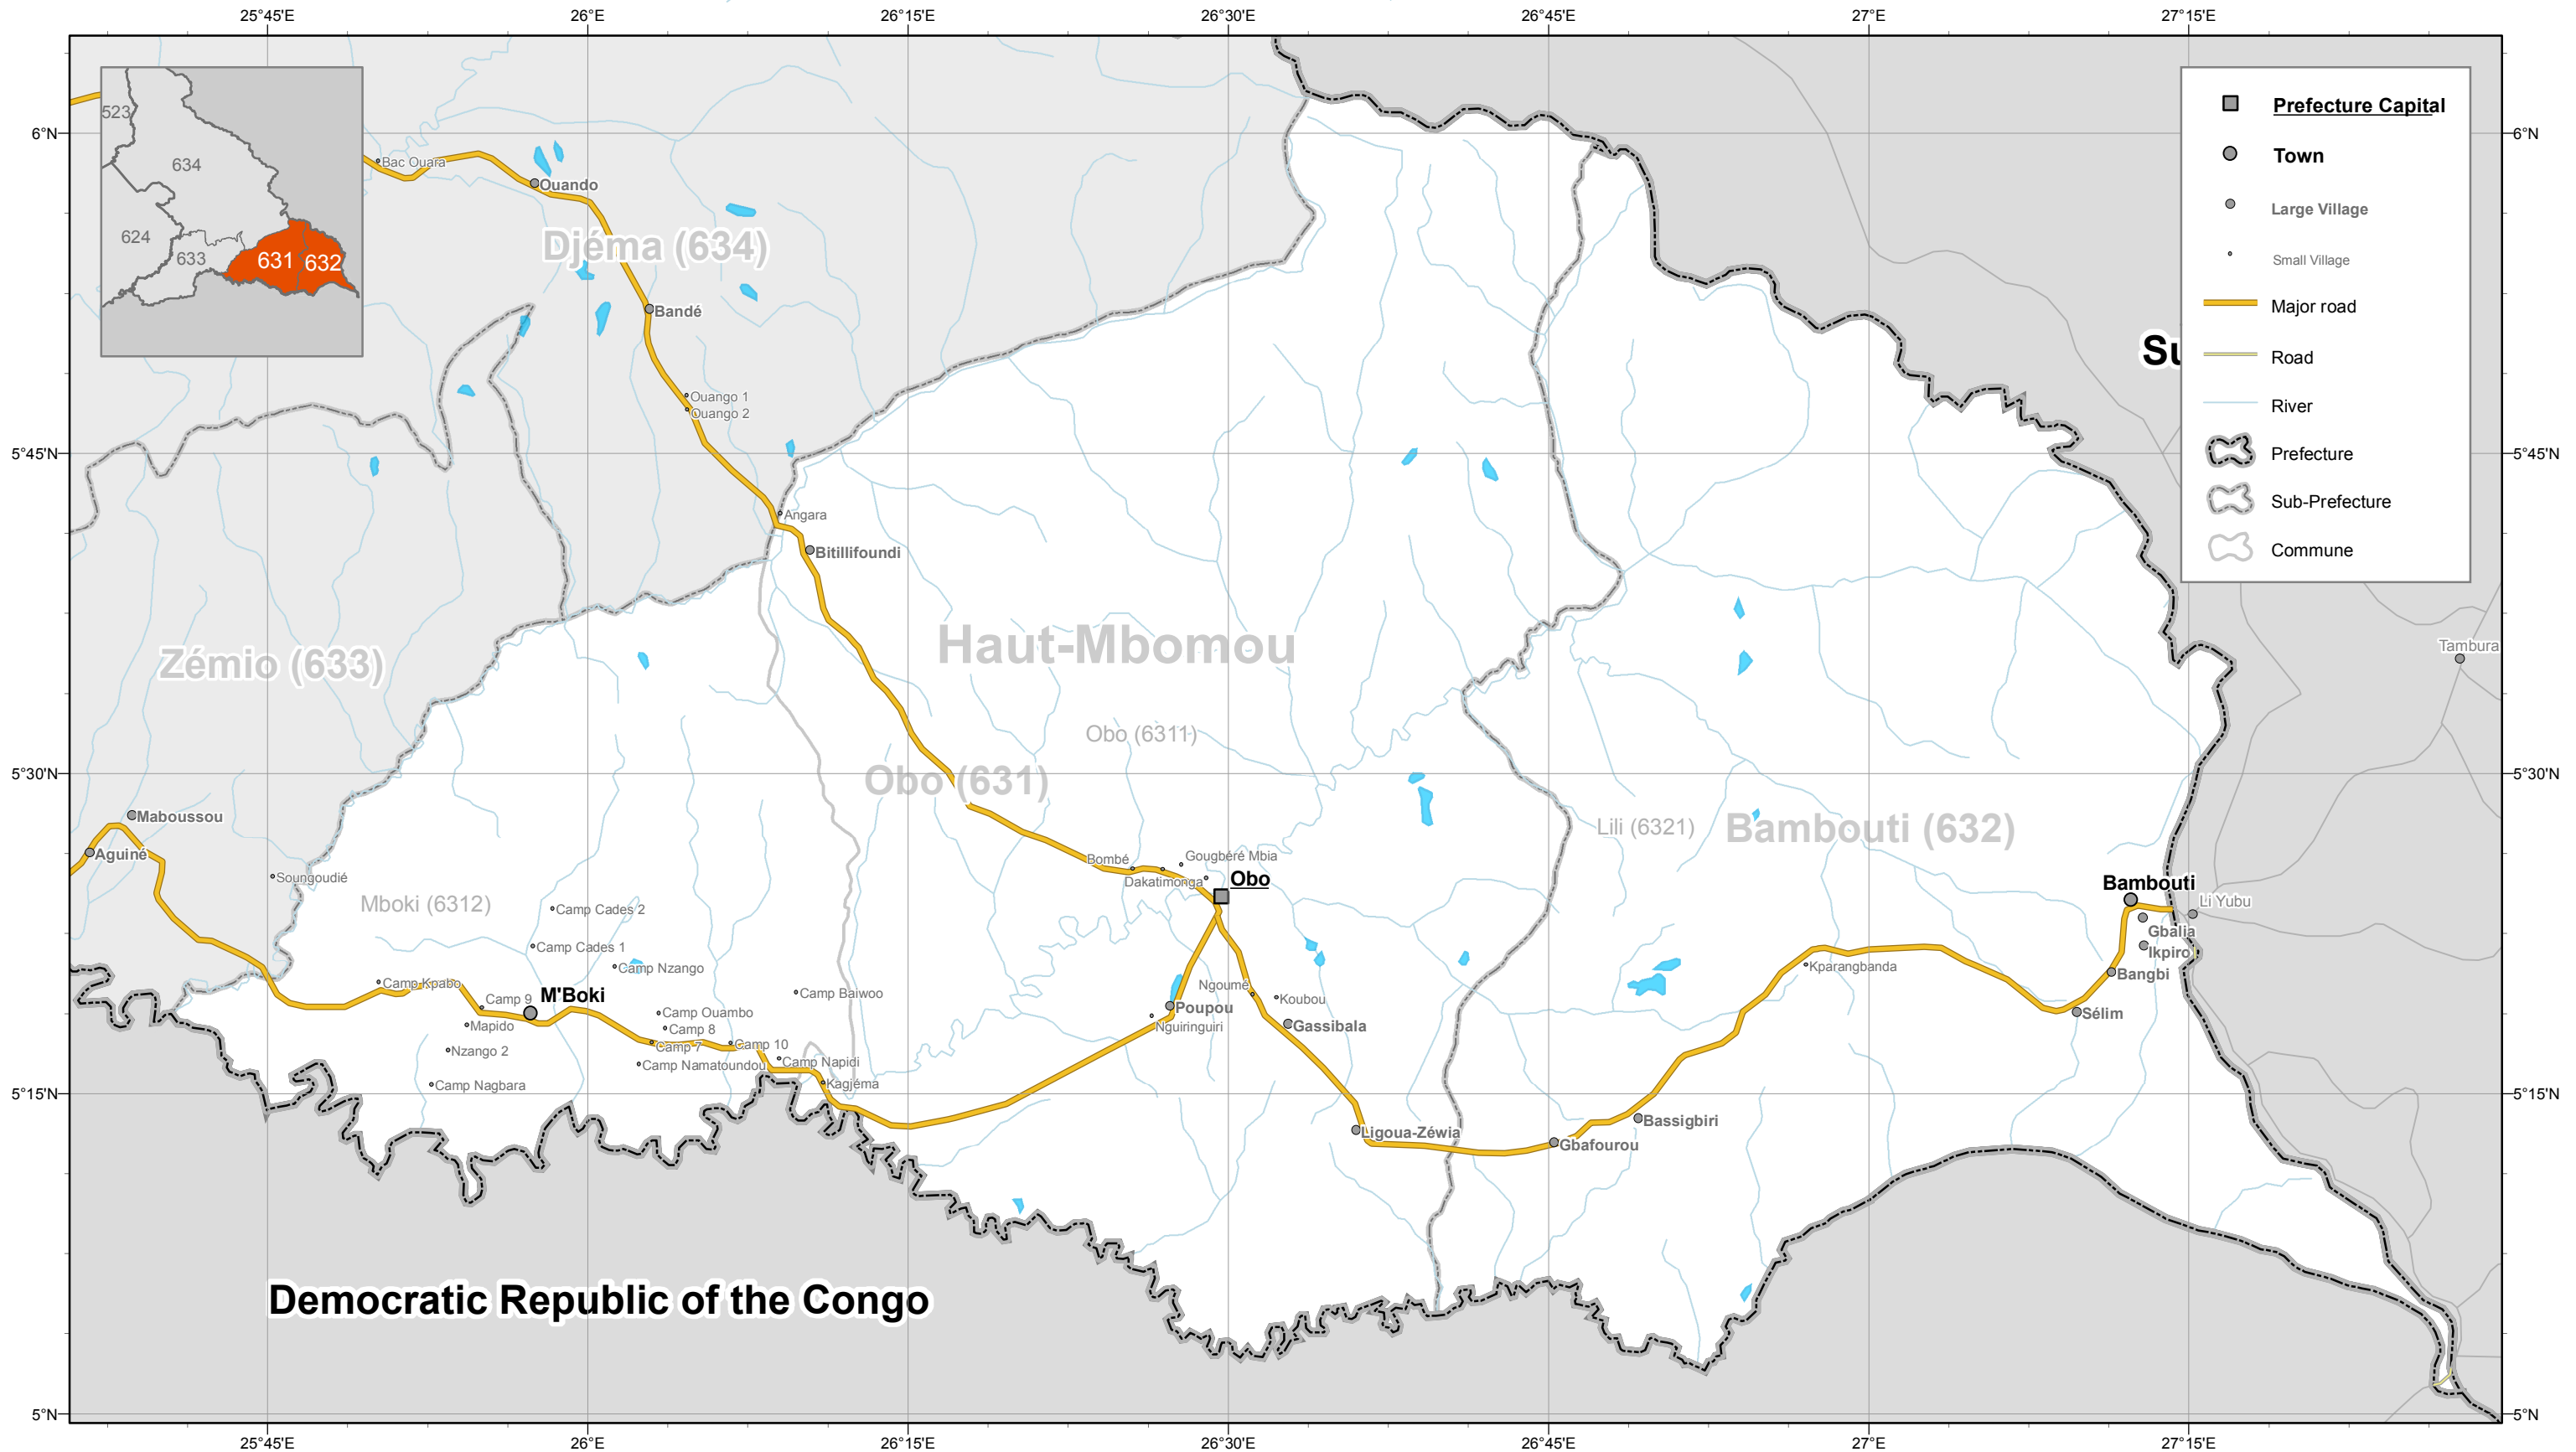 25°45'E
26°E
26°15'E
26°30'E
26°45'E
27°E
27°15'E
6°N
6°N
5°45'N
5°45'N
5°30'N
5°30'N
5°15'N
5°15'N
5°N
5°N
523
634
624
633
631
632
Prefecture Capital
Town
Large Village
Small Village
Major road
Road
River
Prefecture
Sub-Prefecture
Commune
Bac Ouara
Ouando
Djéma (634)
Bandé
Su
Ouango 1
Ouango 2
Angara
Bitillifoundi
Zémio (633)
Haut-Mbomou
Tambura
Obo (6311)
Obo (631)
Maboussou
Aguiné
Lili (6321)
Bambouti (632)
Soungoudié
Bombé
Gougbéré Mbia
Dakatimonga
Obo
Bambouti
Li Yubu
Mboki (6312)
Camp Cades 2
Camp Cades 1
Camp Nzango
Gbalia
Ikpiro
Bangbi
Kparangbanda
Camp Kpabo
Camp 9
M'Boki
Camp Baiwoo
Ngoumé
Koubou
Poupou
Nguiringuiri
Gassibala
Sélim
Mapido
Camp Ouambo
Camp 8
Camp 7
Camp 10
Nzango 2
Camp Namatoundou
Camp Napidi
Camp Nagbara
Kagjéma
Ligoua-Zéwia
Gbafourou
Bassigbiri
Democratic Republic of the Congo
25°45'E
26°E
26°15'E
26°30'E
26°45'E
27°E
27°15'E